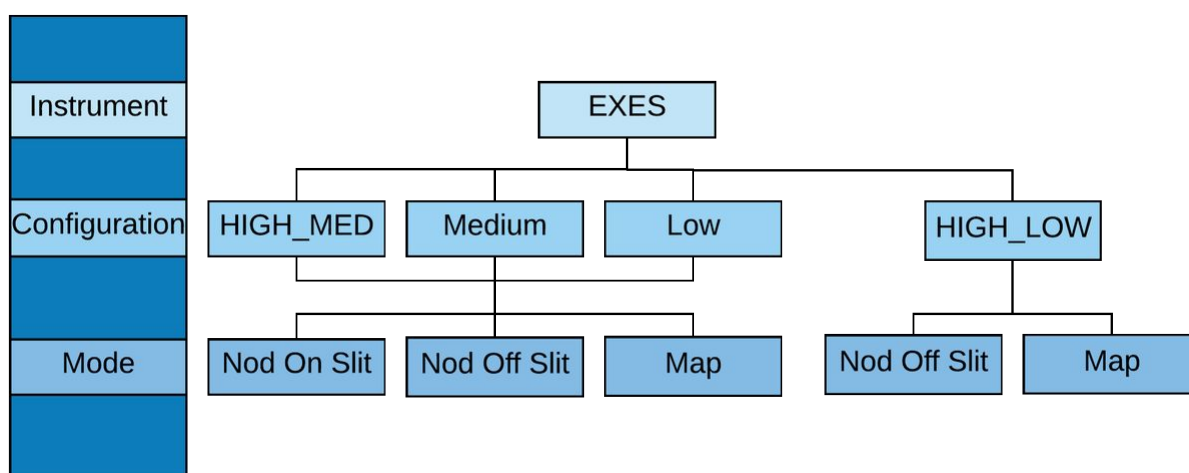 Instrument
EXES
Configuration
HIGH_MED
Medium
Low
HIGH_LOW
Mode
Nod On Slit
Nod Off Slit
Map
Nod Off Slit
Map